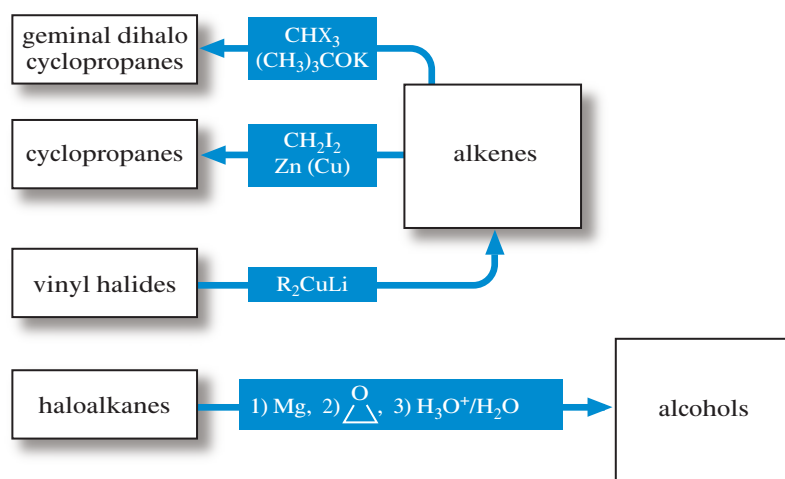 geminal dihalo
cyclopropanes
CHX₃
(CH₃)₃COK
cyclopropanes
CH₂I₂
Zn (Cu)
alkenes
vinyl halides
R₂CuLi
haloalkanes
1) Mg, 2) O, 3) H₃O⁺/H₂O
alcohols